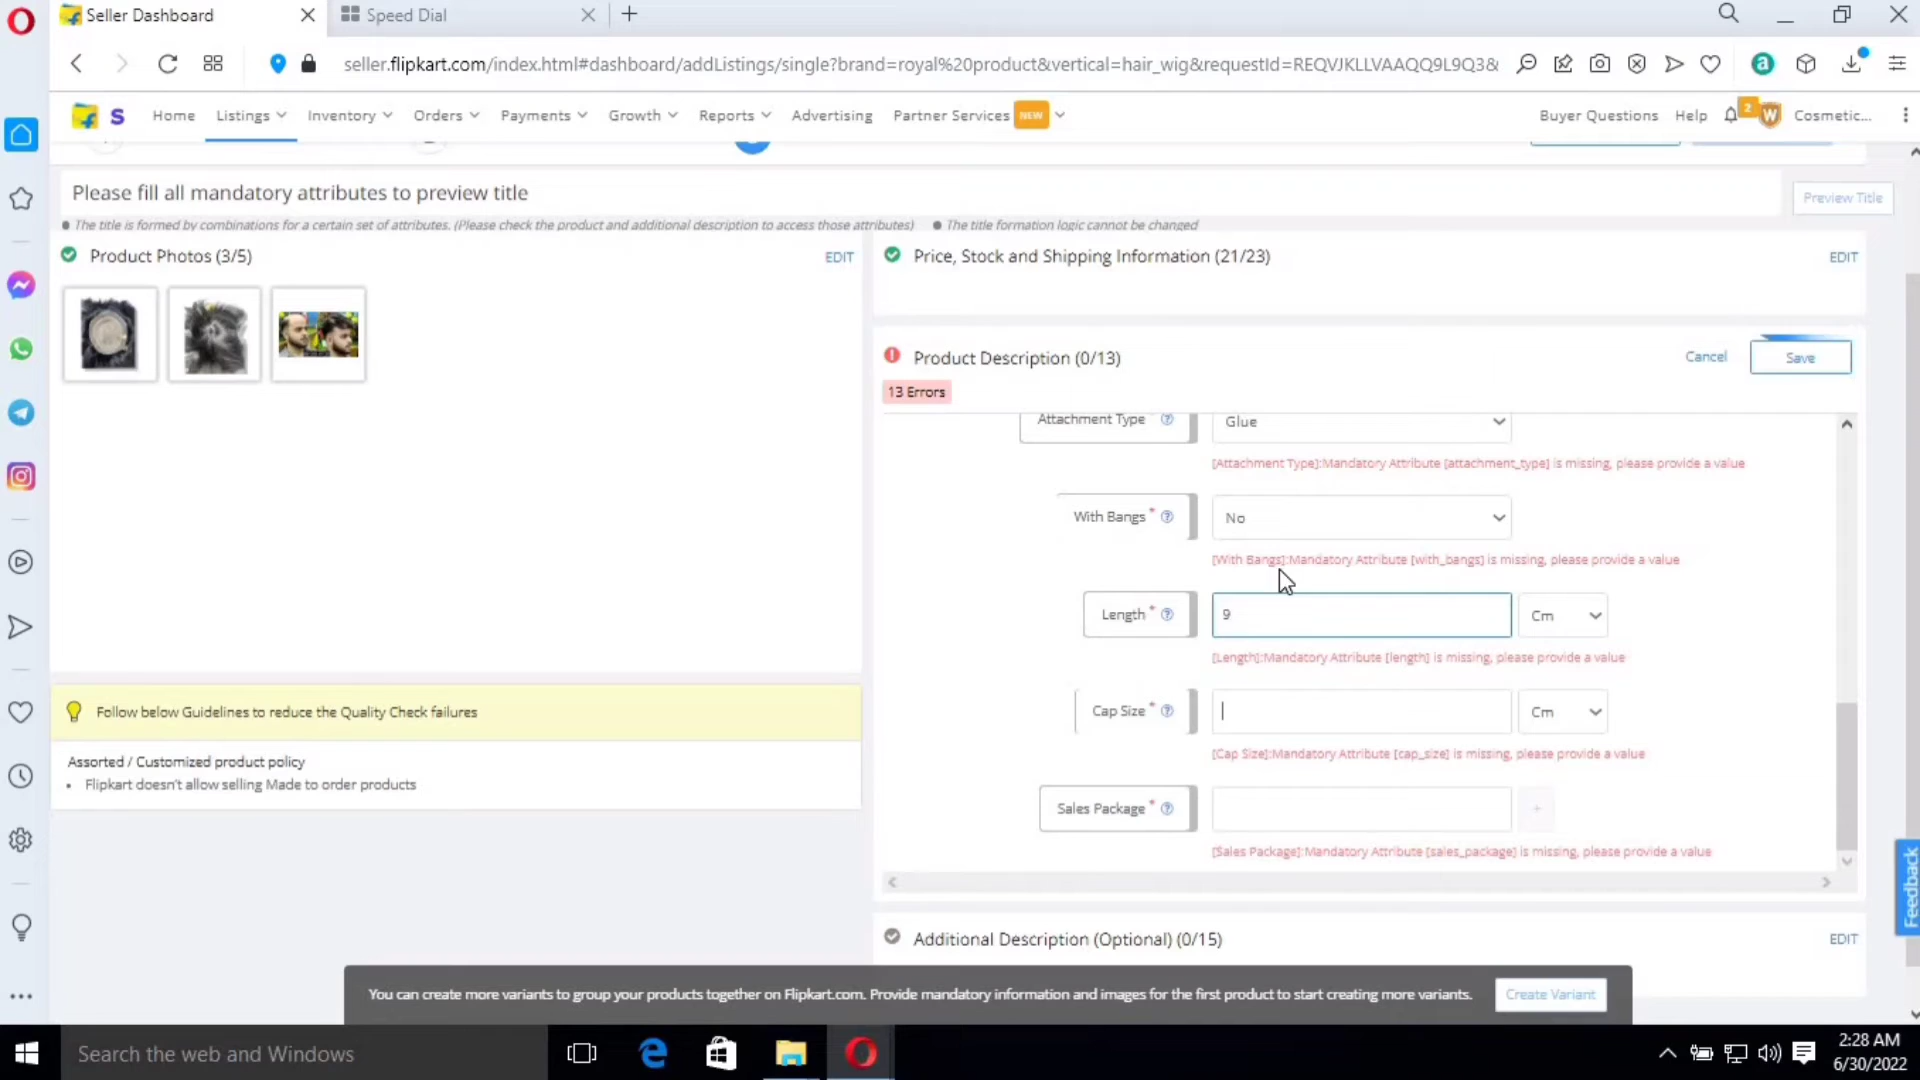 Seller Dashboard
Speed Dial
seller.flipkart.com/index.html#dashboard/addListings/single?brand=royal%20product&vertical=hair_wig&requestId=REQVJKLLVAAQQ9L9Q3&
Home Listings Inventory Orders Payments Growth Reports Advertising Partner Services NEW
Buyer Questions Help 2 W Cosmetic...
Please fill all mandatory attributes to preview title
Preview Title
The title is formed by combinations for a certain set of attributes. (Please check the product and additional description to access those attributes)
The title formation logic cannot be changed
Product Photos (3/5)
EDIT
Price, Stock and Shipping Information (21/23)
EDIT
Product Description (0/13)
Cancel
Save
13 Errors
Attachment Type
Glue
[Attachment Type]:Mandatory Attribute [attachment_type] is missing, please provide a value
With Bangs *
No
[With Bangs]:Mandatory Attribute [with_bangs] is missing, please provide a value
Length *
9
Cm
[Length]:Mandatory Attribute [length] is missing, please provide a value
Cap Size *
Cm
[Cap Size]:Mandatory Attribute [cap_size] is missing, please provide a value
Sales Package *
+
[Sales Package]:Mandatory Attribute [sales_package] is missing, please provide a value
Follow below Guidelines to reduce the Quality Check failures
Assorted / Customized product policy
Flipkart doesn't allow selling Made to order products
Additional Description (Optional) (0/15)
EDIT
You can create more variants to group your products together on Flipkart.com. Provide mandatory information and images for the first product to start creating more variants.
Create Variant
Feedback
Search the web and Windows
2:28 AM
6/30/2022